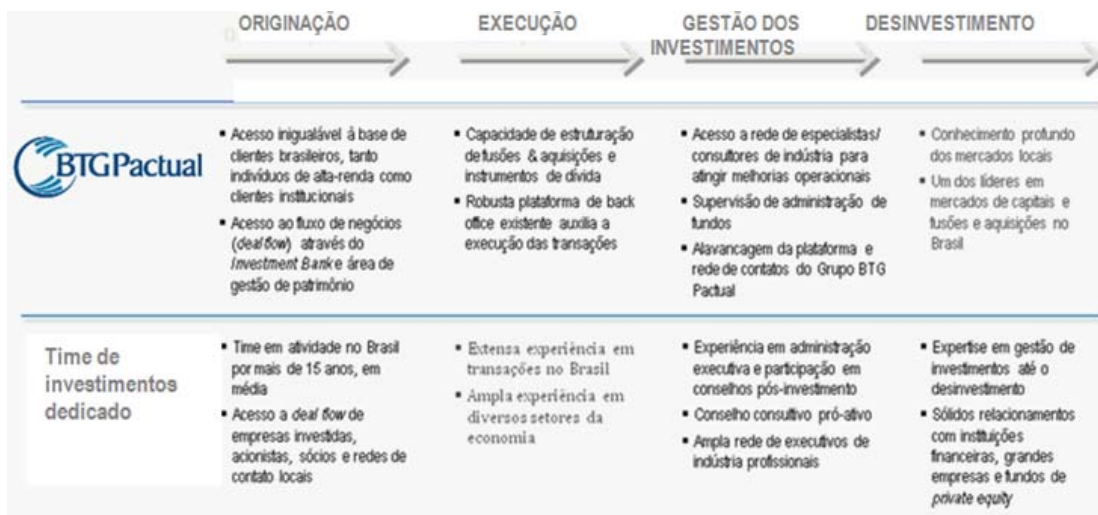 ORIGINAÇÃO
EXECUÇÃO
GESTÃO DOS
INVESTIMENTOS
DESINVESTIMENTO
BTGPactual
▪ Acesso inigualável à base de
clientes brasileiros, tanto
indivíduos de alta-renda como
clientes institucionais
▪ Acesso ao fluxo de negócios
(deal flow) através do
Investment Bank e área de
gestão de patrimônio
▪ Capacidade de estruturação
de fusões & aquisições e
instrumentos de dívida
▪ Robusta plataforma de back
office existente auxilia a
execução das transações
▪ Acesso a rede de especialistas/
consultores de indústria para
atingir melhorias operacionais
▪ Supervisão de administração de
fundos
▪ Alavancagem da plataforma e
rede de contatos do Grupo BTG
Pactual
▪ Conhecimento profundo
dos mercados locais
▪ Um dos líderes em
mercados de capitais e
fusões e aquisições no
Brasil
Time de
investimentos
dedicado
▪ Time em atividade no Brasil
por mais de 15 anos, em
média
▪ Acesso a deal flow de
empresas investidas,
acionistas, sócios e redes de
contato locais
▪ Extensa experiência em
transações no Brasil
▪ Ampla experiência em
diversos setores da
economia
▪ Experiência em administração
executiva e participação em
conselhos pós-investimento
▪ Conselho consultivo pró-ativo
▪ Ampla rede de executivos de
indústria profissionais
▪ Expertise em gestão de
investimentos até o
desinvestimento
▪ Sólidos relacionamentos
com instituições
financeiras, grandes
empresas e fundos de
private equity